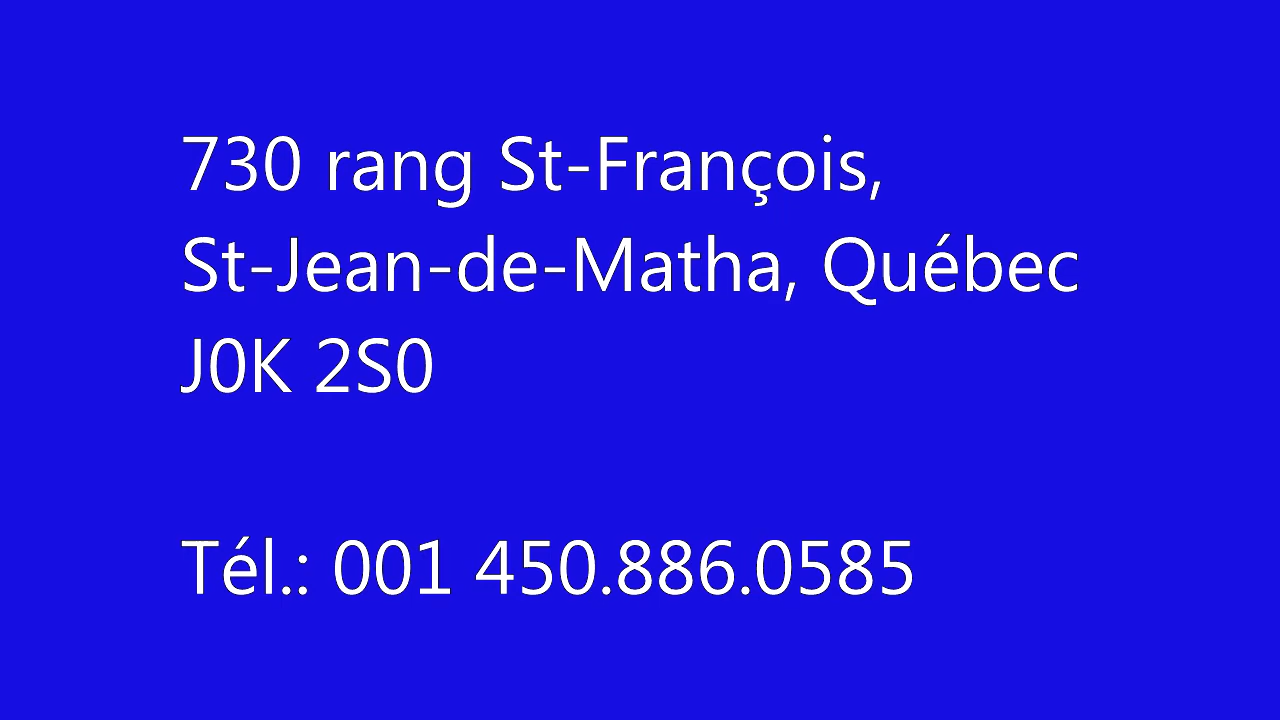 730 rang St-François,
St-Jean-de-Matha, Québec
J0K 2S0
Tél.: 001 450.886.0585